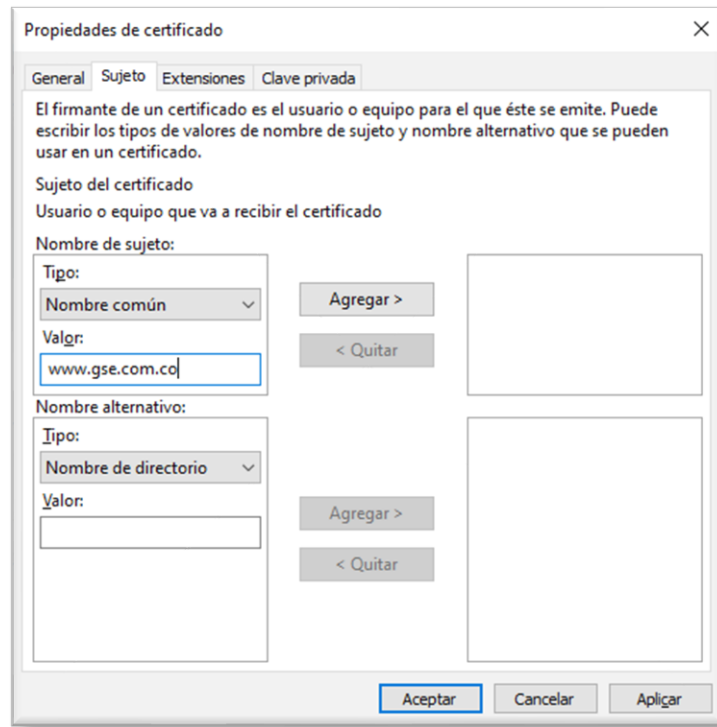 Propiedades de certificado
General Sujeto Extensiones Clave privada
El firmante de un certificado es el usuario o equipo para el que éste se emite. Puede
escribir los tipos de valores de nombre de sujeto y nombre alternativo que se pueden
usar en un certificado.
Sujeto del certificado
Usuario o equipo que va a recibir el certificado
Nombre de sujeto:
Tipo:
Nombre común
Agregar >
Valor:
< Quitar
www.gse.com.co
Nombre alternativo:
Tipo:
Nombre de directorio
Valor:
Agregar >
< Quitar
Aceptar Cancelar Aplicar